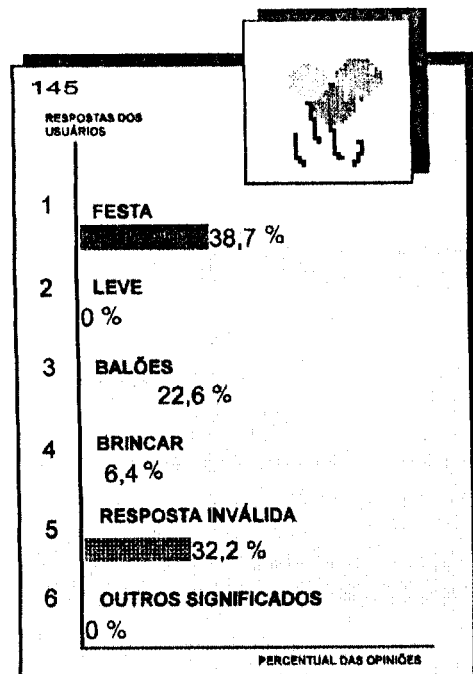 145
RESPOSTAS DOS
USUÁRIOS
1 FESTA
38,7 %
2 LEVE
0 %
3 BALÕES
22,6 %
4 BRINCAR
6,4 %
5 RESPOSTA INVÁLIDA
32,2 %
6 OUTROS SIGNIFICADOS
0 %
PERCENTUAL DAS OPINIÕES